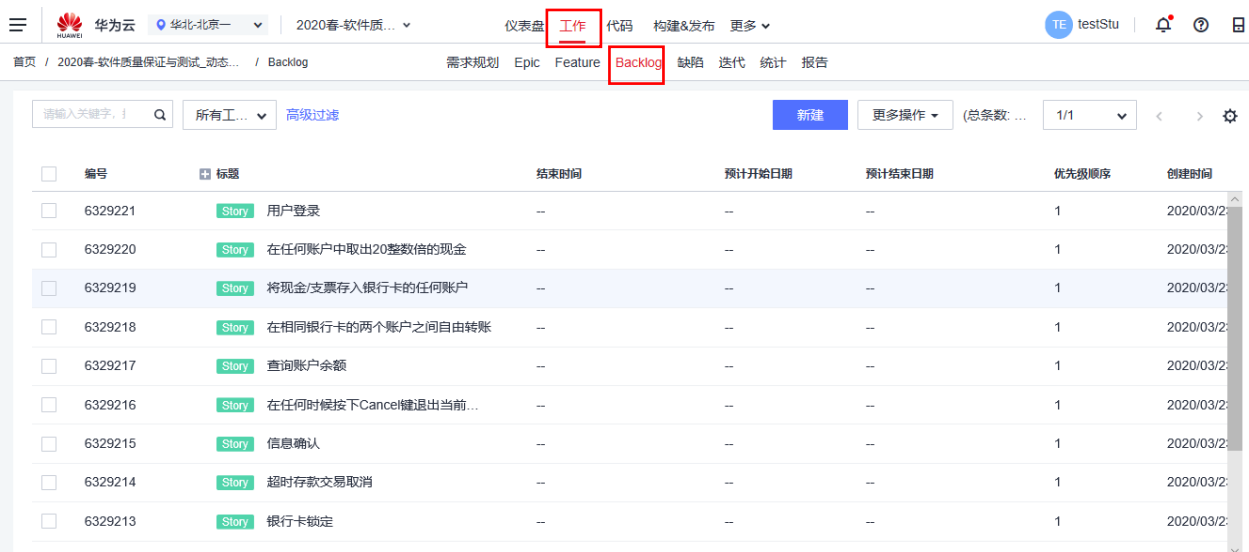 HUAWEI 华为云 华北-北京一 2020春-软件质... 仪表盘 工作 代码 构建&发布 更多 TE testStu
首页 / 2020春-软件质量保证与测试_动态... / Backlog 需求规划 Epic Feature Backlog 缺陷 迭代 统计 报告
请输入关键字, 所有工... 高级过滤 新建 更多操作 (总条数: ... 1/1
编号 标题 结束时间 预计开始日期 预计结束日期 优先级顺序 创建时间
6329221 Story 用户登录 -- -- -- 1 2020/03/2
6329220 Story 在任何账户中取出20整数倍的现金 -- -- -- 1 2020/03/2
6329219 Story 将现金/支票存入银行卡的任何账户 -- -- -- 1 2020/03/2
6329218 Story 在相同银行卡的两个账户之间自由转账 -- -- -- 1 2020/03/2
6329217 Story 查询账户余额 -- -- -- 1 2020/03/2
6329216 Story 在任何时候按下Cancel键退出当前... -- -- -- 1 2020/03/2
6329215 Story 信息确认 -- -- -- 1 2020/03/2
6329214 Story 超时存款交易取消 -- -- -- 1 2020/03/2
6329213 Story 银行卡锁定 -- -- -- 1 2020/03/2